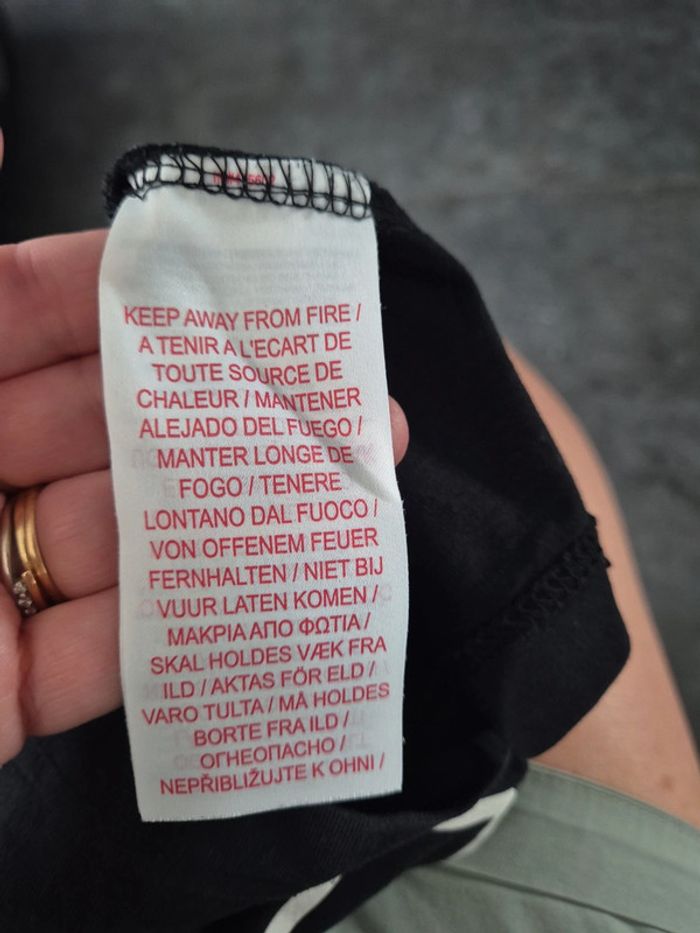 KEEP AWAY FROM FIRE /
A TENIR A L'ECART DE
TOUTE SOURCE DE
CHALEUR / MANTENER
ALEJADO DEL FUEGO /
MANTER LONGE DE
FOGO / TENERE
LONTANO DAL FUOCO /
VON OFFENEM FEUER
FERNHALTEN / NIET BIJ
VUUR LATEN KOMEN /
ΜΑΚΡΙΑ ΑΠΟ ΦΩΤΙΑ /
SKAL HOLDES VÆK FRA
ILD / AKTAS FÖR ELD /
VARO TULTA / MÅ HOLDES
BORTE FRA ILD /
ОГНЕОПАСНО /
NEPŘIBLIŽUJTE K OHNI /